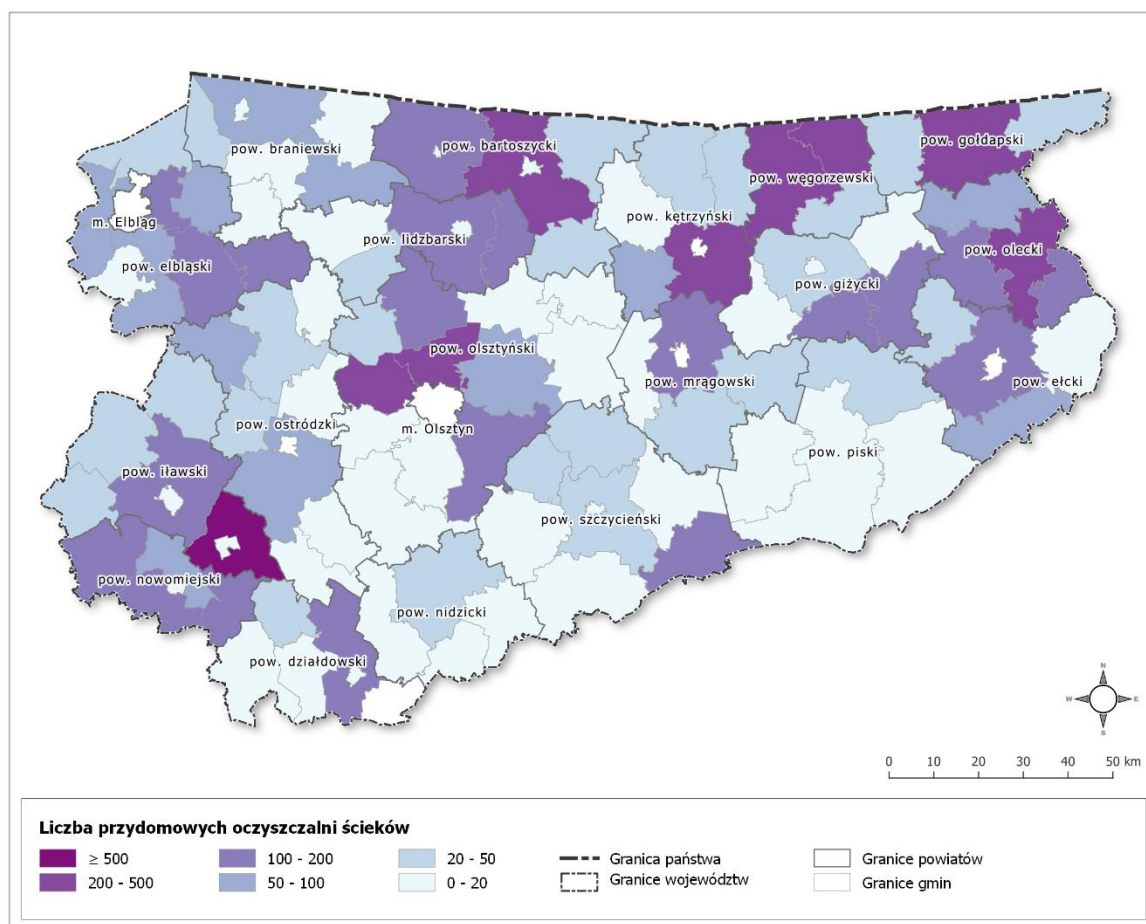 pow. braniewski
pow. bartoszycki
pow. gołdapski
pow. węgorzewski
m. Elbląg
pow. kętrzyński
pow. lidzbarski
pow. olecki
pow. elbląski
pow. giżycki
pow. olsztyński
pow. mrągowski
pow. ełcki
pow. ostródzki
m. Olsztyn
pow. piski
pow. iławski
pow. szczycieński
pow. nowomiejski
pow. nidzicki
pow. działdowski
N
W E
S
0 10 20 30 40 50 km
Liczba przydomowych oczyszczalni ścieków
≥ 500 100 - 200 20 - 50 Granica państwa Granice powiatów
200 - 500 50 - 100 0 - 20 Granice województw Granice gmin